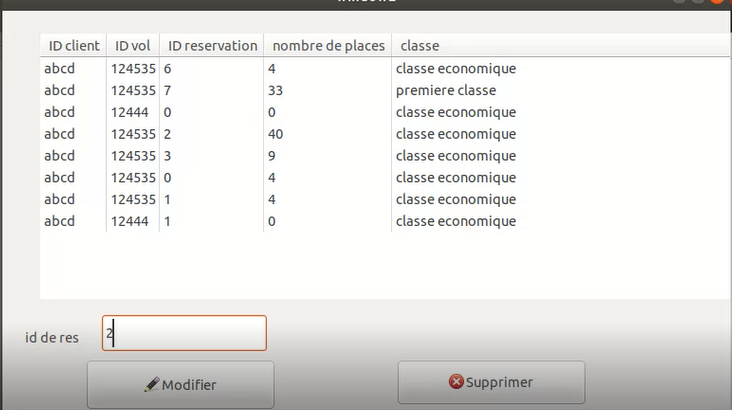 ID client ID vol ID reservation nombre de places classe
abcd 124535 6 4 classe economique
abcd 124535 7 33 premiere classe
abcd 12444 0 0 classe economique
abcd 124535 2 40 classe economique
abcd 124535 3 9 classe economique
abcd 124535 0 4 classe economique
abcd 124535 1 4 classe economique
abcd 12444 1 0 classe economique
id de res 2
Modifier Supprimer